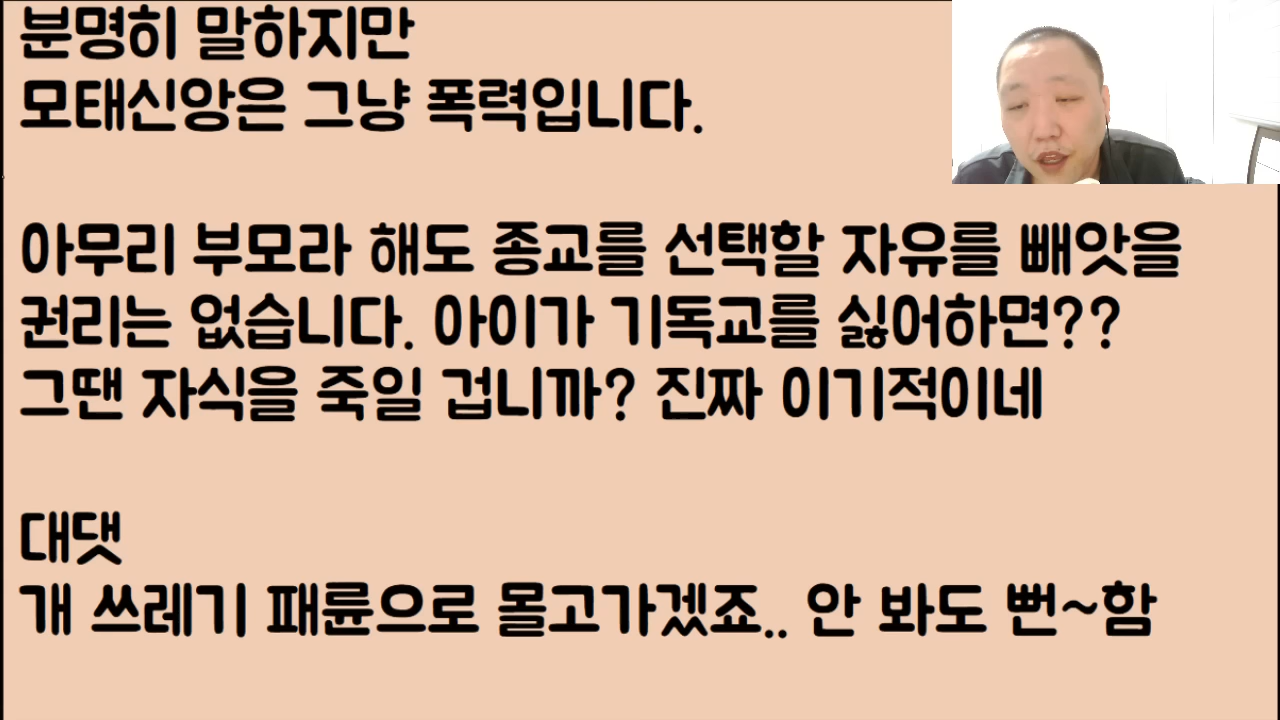 분명히 말하지만
모태신앙은 그냥 폭력입니다.
아무리 부모라 해도 종교를 선택할 자유를 빼앗을
권리는 없습니다. 아이가 기독교를 싫어하면??
그땐 자식을 죽일 겁니까? 진짜 이기적이네
대댓
개 쓰레기 패륜으로 몰고가겠죠.. 안 봐도 뻔~함